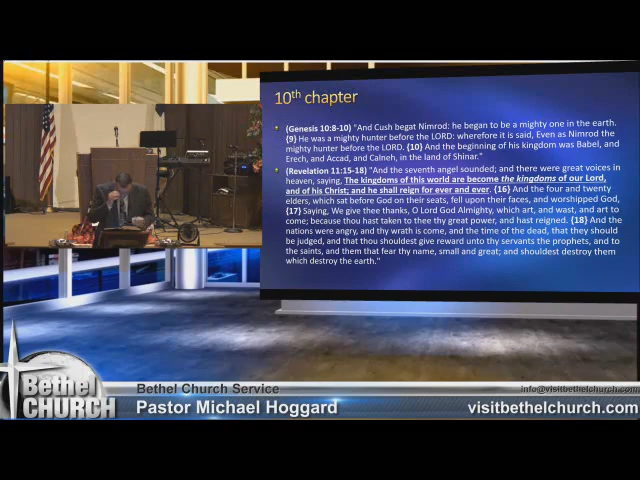 10th chapter
(Genesis 10:8-10) "And Cush begat Nimrod: he began to be a mighty one in the earth.
{9} He was a mighty hunter before the LORD: wherefore it is said, Even as Nimrod the
mighty hunter before the LORD. {10} And the beginning of his kingdom was Babel, and
Erech, and Accad, and Calneh, in the land of Shinar."
(Revelation 11:15-18) "And the seventh angel sounded; and there were great voices in
heaven, saying, The kingdoms of this world are become the kingdoms of our Lord,
and of his Christ; and he shall reign for ever and ever. {16} And the four and twenty
elders, which sat before God on their seats, fell upon their faces, and worshipped God,
{17} Saying, We give thee thanks, O Lord God Almighty, which art, and wast, and art to
come; because thou hast taken to thee thy great power, and hast reigned. {18} And the
nations were angry, and thy wrath is come, and the time of the dead, that they should
be judged, and that thou shouldest give reward unto thy servants the prophets, and to
the saints, and them that fear thy name, small and great; and shouldest destroy them
which destroy the earth."
Bethel
CHURCH
Bethel Church Service
info@visitbethelchurch.com
Pastor Michael Hoggard
visitbethelchurch.com